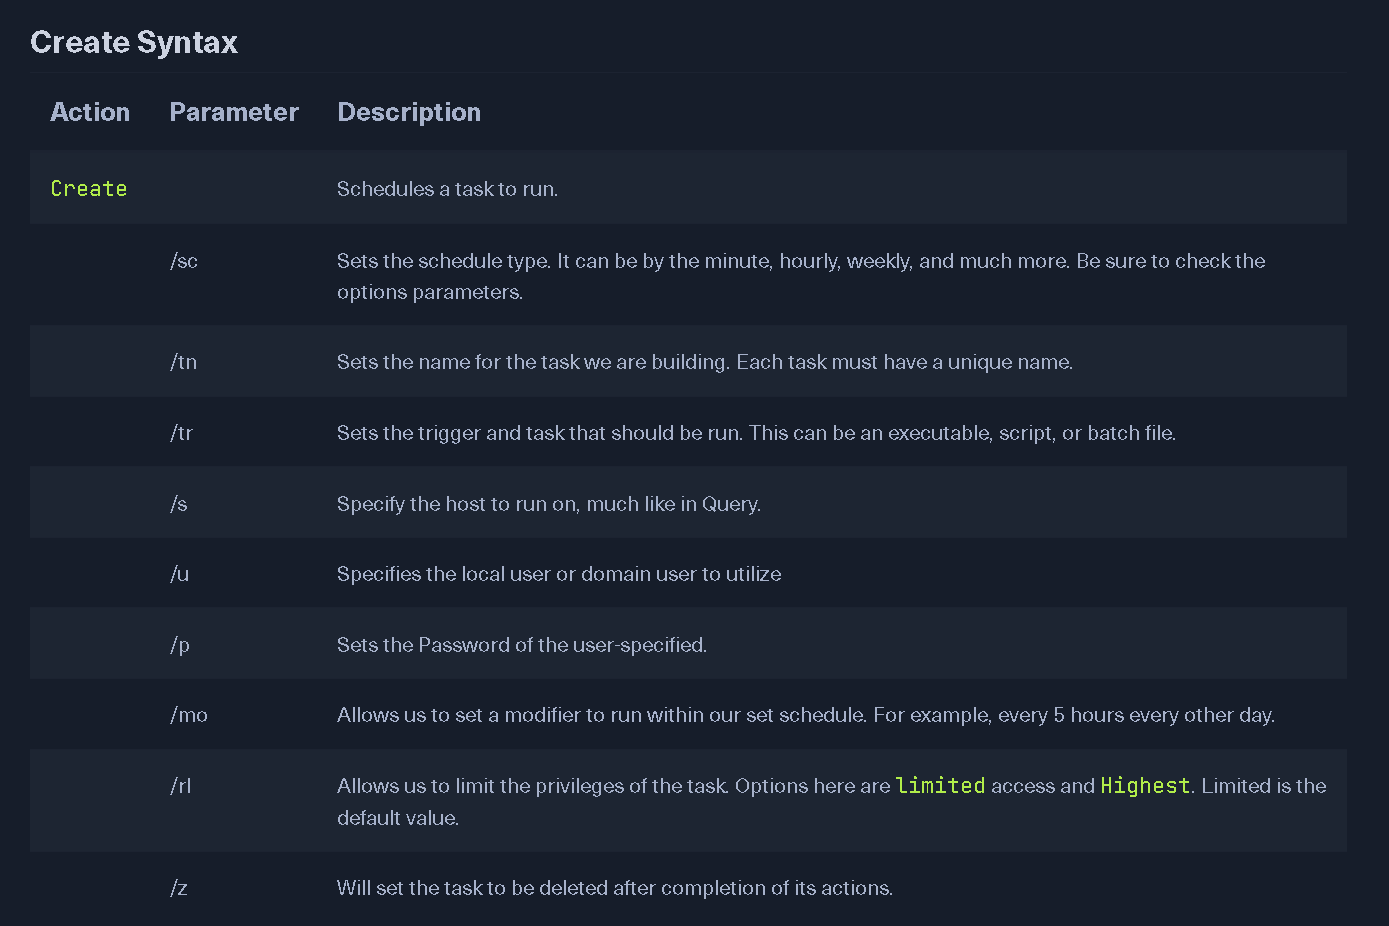 Create Syntax
Action Parameter Description
Create Schedules a task to run.
/sc Sets the schedule type. It can be by the minute, hourly, weekly, and much more. Be sure to check the
options parameters.
/tn Sets the name for the task we are building. Each task must have a unique name.
/tr Sets the trigger and task that should be run. This can be an executable, script, or batch file.
/s Specify the host to run on, much like in Query.
/u Specifies the local user or domain user to utilize
/p Sets the Password of the user-specified.
/mo Allows us to set a modifier to run within our set schedule. For example, every 5 hours every other day.
/rl Allows us to limit the privileges of the task. Options here are limited access and Highest. Limited is the
default value.
/z Will set the task to be deleted after completion of its actions.